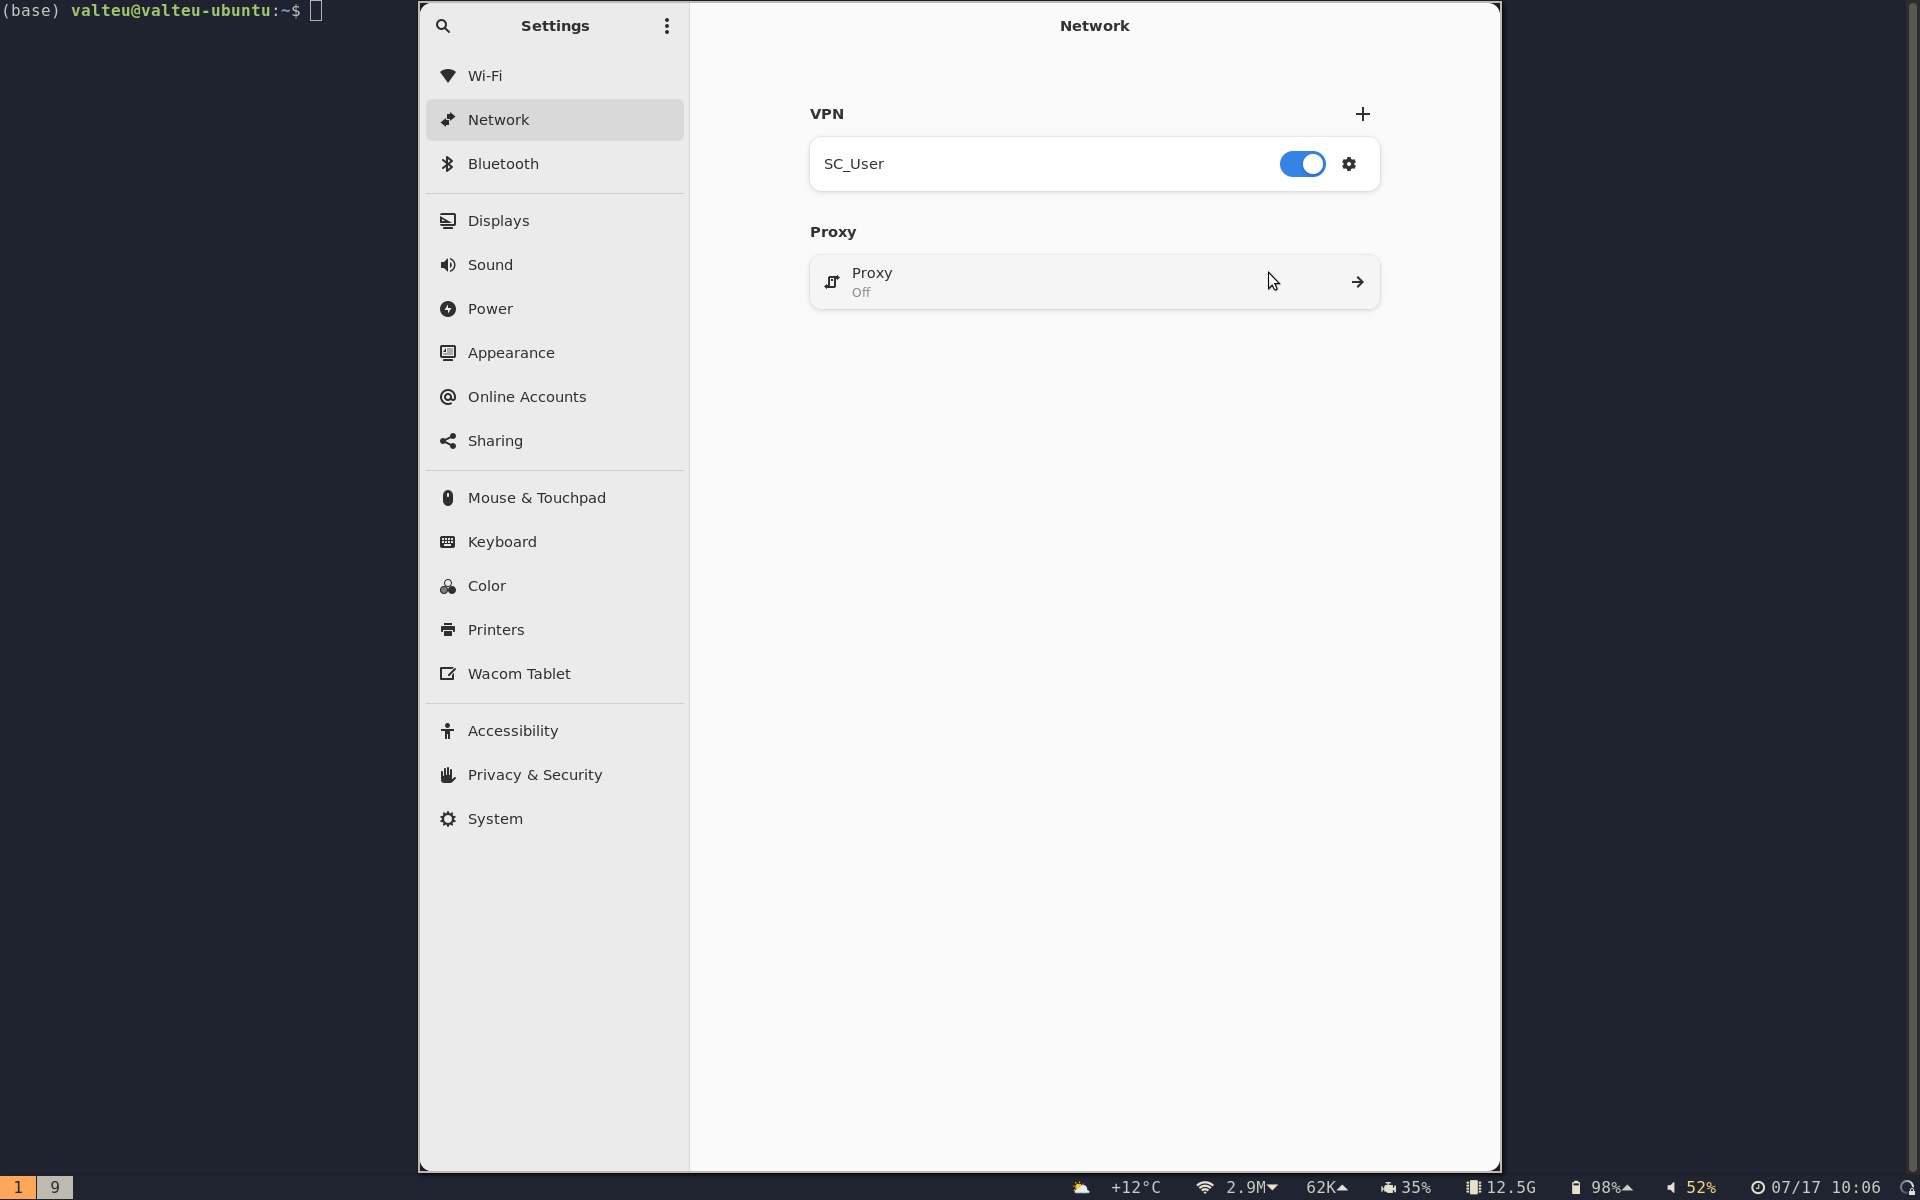 (base) valteu@valteu-ubuntu:~$
Settings
Network
Wi-Fi
Network
Bluetooth
Displays
Sound
Power
Appearance
Online Accounts
Sharing
Mouse & Touchpad
Keyboard
Color
Printers
Wacom Tablet
Accessibility
Privacy & Security
System
VPN
SC_User
Proxy
Proxy
Off
1 9 +12°C 2.9M 62K 35% 12.5G 98% 52% 07/17 10:06